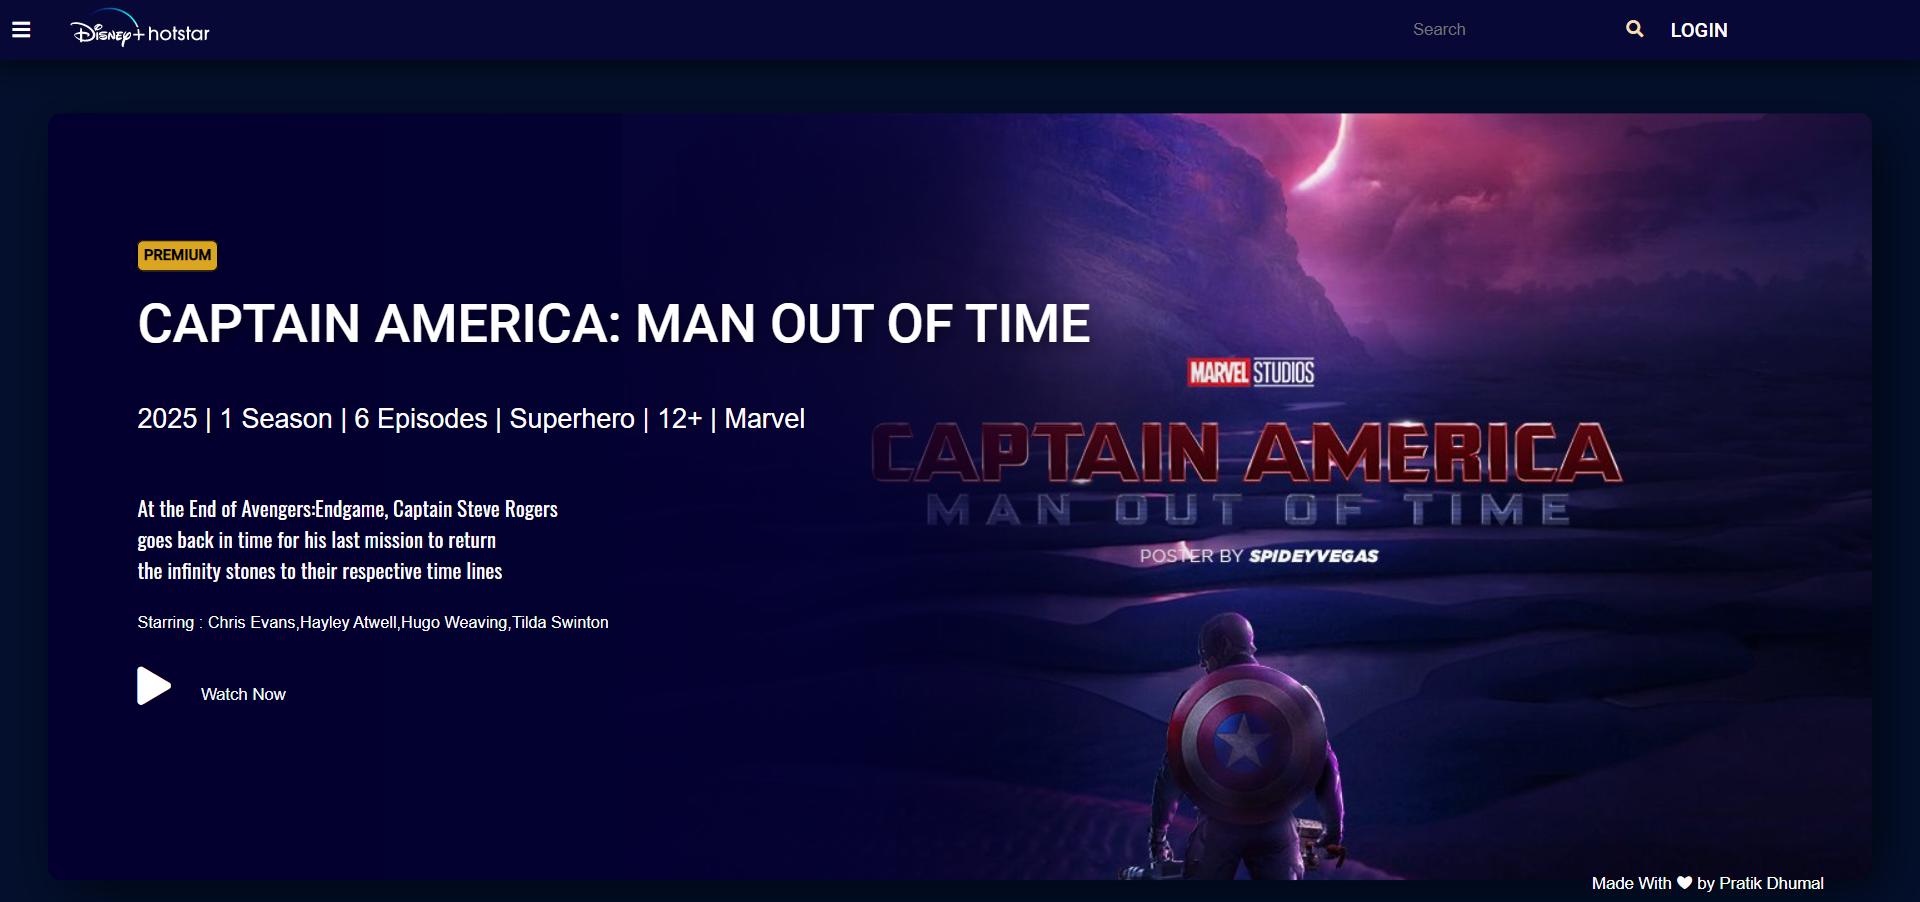 Disney+ hotstar
Search
LOGIN
PREMIUM
CAPTAIN AMERICA: MAN OUT OF TIME
2025 | 1 Season | 6 Episodes | Superhero | 12+ | Marvel
At the End of Avengers:Endgame, Captain Steve Rogers
goes back in time for his last mission to return
the infinity stones to their respective time lines
Starring : Chris Evans,Hayley Atwell,Hugo Weaving,Tilda Swinton
Watch Now
MARVEL STUDIOS
CAPTAIN AMERICA
MAN OUT OF TIME
POSTER BY SPIDEYVEGAS
Made With ❤ by Pratik Dhumal